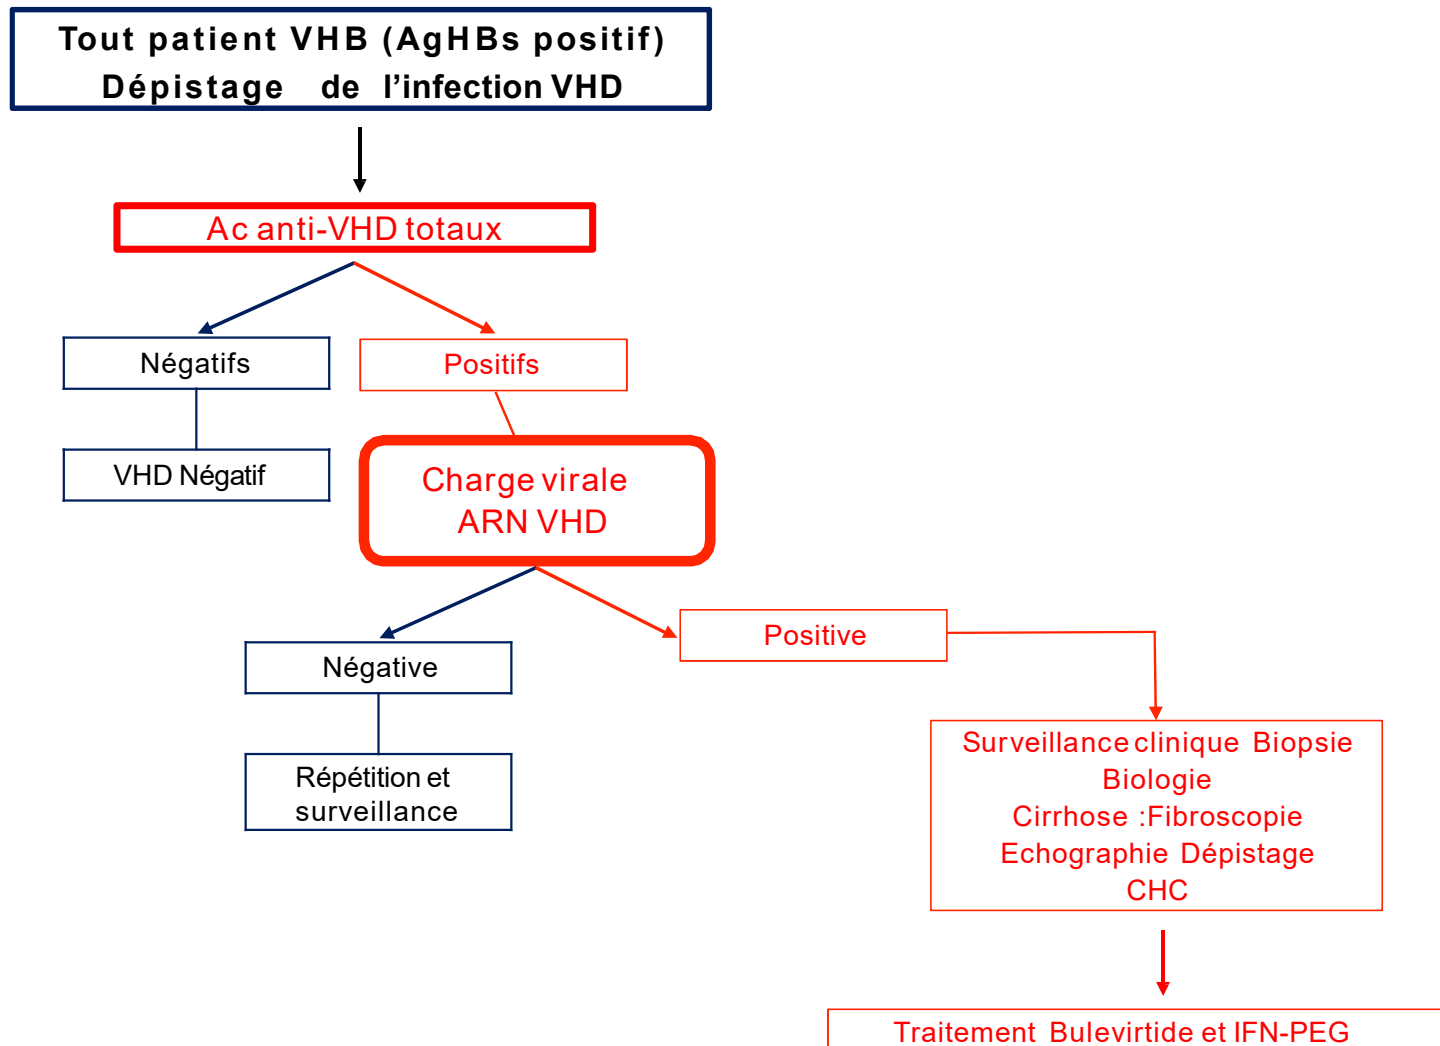 Tout patient VHB (AgHBs positif)
Dépistage de l’infection VHD
Ac anti-VHD totaux
Négatifs
Positifs
VHD Négatif
Charge virale
ARN VHD
Positive
Négative
Répétition et
surveillance
Surveillance clinique Biopsie
Biologie
Cirrhose :Fibroscopie
Echographie Dépistage
CHC
Traitement Bulevirtide et IFN-PEG